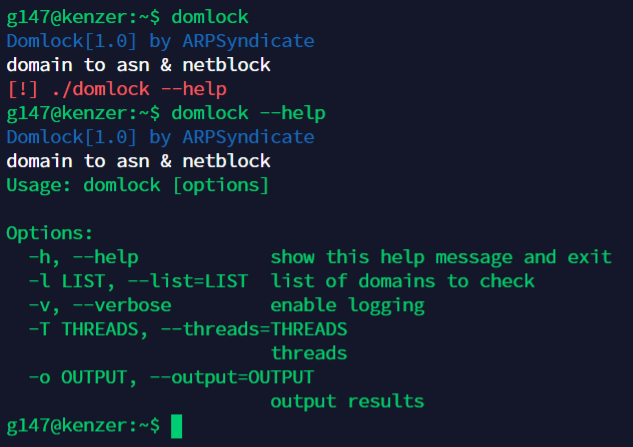 g147@kenzer:~$ domlock
Domlock[1.0] by ARPSyndicate
domain to asn & netblock
[!] ./domlock --help
g147@kenzer:~$ domlock --help
Domlock[1.0] by ARPSyndicate
domain to asn & netblock
Usage: domlock [options]

Options:
  -h, --help            show this help message and exit
  -l LIST, --list=LIST  list of domains to check
  -v, --verbose         enable logging
  -T THREADS, --threads=THREADS
                        threads
  -o OUTPUT, --output=OUTPUT
                        output results
g147@kenzer:~$